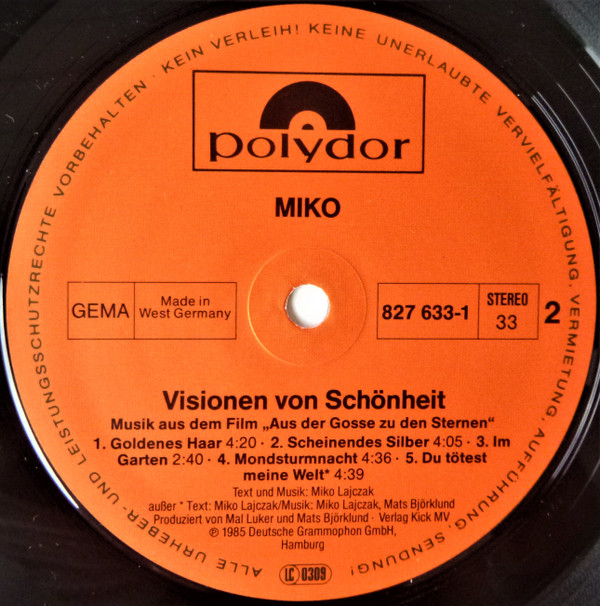 ALLE URHEBER- UND LEISTUNGSSCHUTZRECHTE VORBEHALTEN · KEIN VERLEIH! KEINE UNERLAUBTE VERVIELFÄLTIGUNG, VERMIETUNG, AUFFÜHRUNG, SENDUNG!
polydor
MIKO
GEMA
Made in
West Germany
827 633-1
STEREO
33
2
Visionen von Schönheit
Musik aus dem Film „Aus der Gosse zu den Sternen“
1. Goldenes Haar 4:20 · 2. Scheinendes Silber 4:05 · 3. Im
Garten 2:40 · 4. Mondsturmnacht 4:36 · 5. Du tötest
meine Welt* 4:39
Text und Musik: Miko Lajczak
außer * Text: Miko Lajczak/Musik: Miko Lajczak, Mats Björklund
Produziert von Mal Luker und Mats Björklund · Verlag Kick MV
℗ 1985 Deutsche Grammophon GmbH,
Hamburg
LC 0309